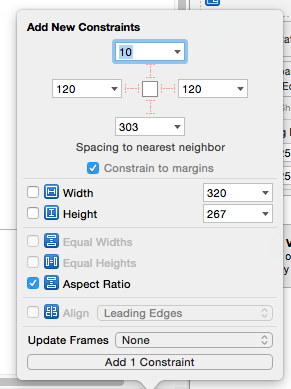 Add New Constraints
10
120 120
303
Spacing to nearest neighbor
Constrain to margins
Width 320
Height 267
Equal Widths
Equal Heights
Aspect Ratio
Align Leading Edges
Update Frames None
Add 1 Constraint